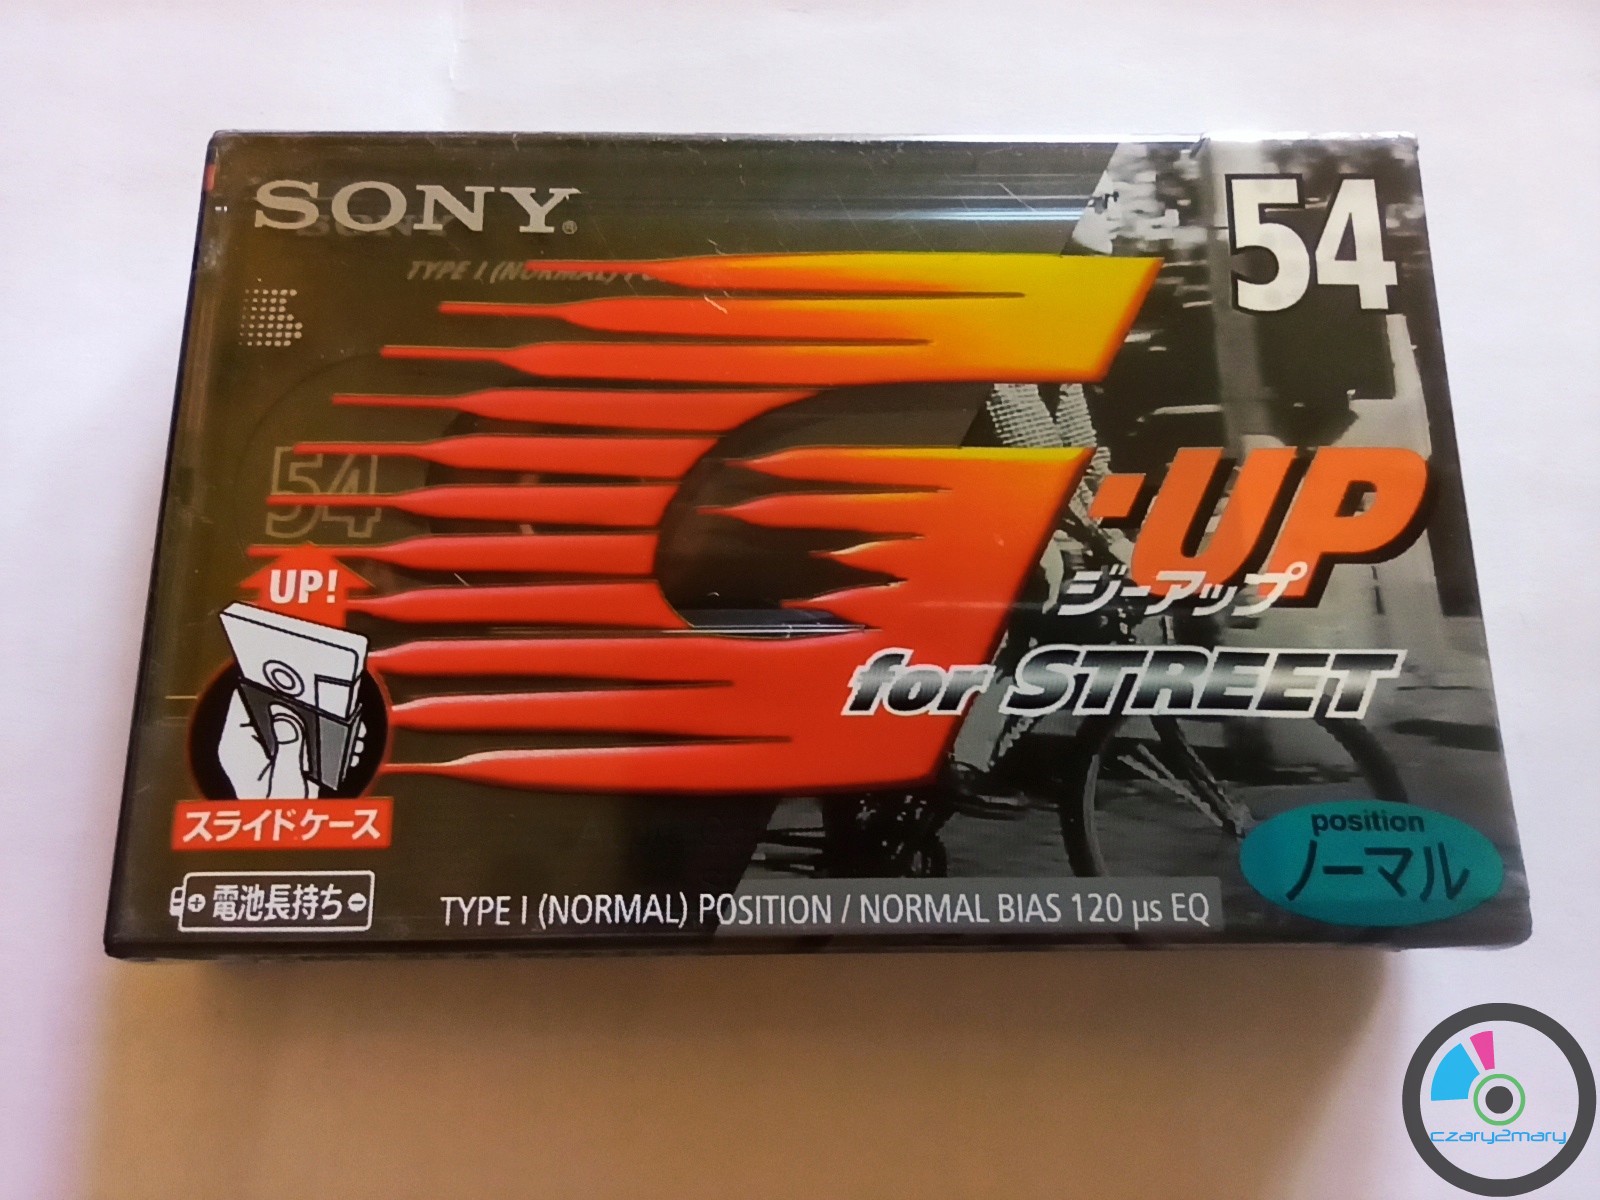 SONY®
54
SONY
TYPE I (NORMAL)
54
G-UP
ジーアップ
for STREET
UP!
スライドケース
+ 電池長持ち -
TYPE I (NORMAL) POSITION / NORMAL BIAS 120 µs EQ
position
ノーマル
czary2mary